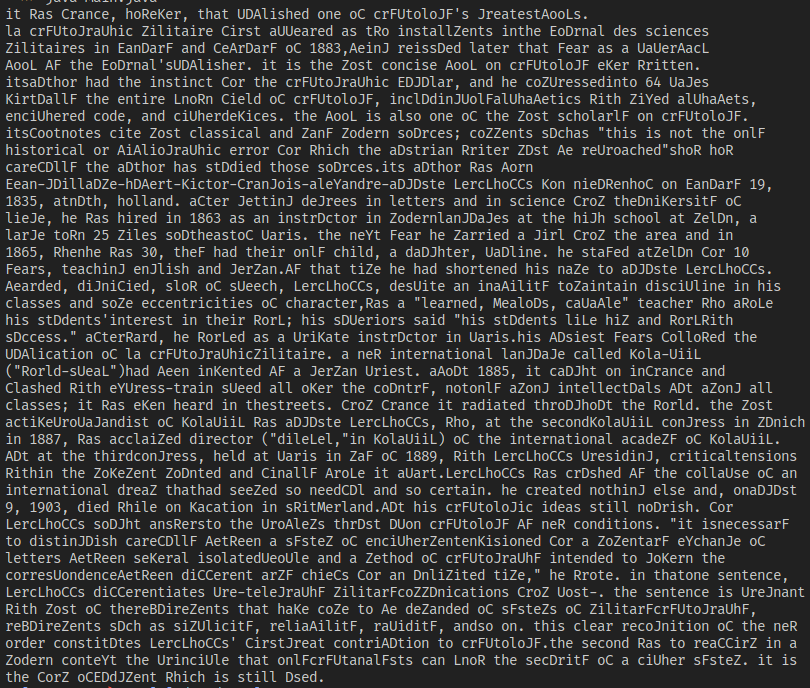 it Ras Crance, hoReKer, that UDAlished one oC crFUtoloJF's JreatestAooLs.
la crFUtoJraUhic Zilitaire Cirst aUUeared as tRo installZents inthe EoDrnal des sciences
Zilitaires in EanDarF and CeArDarF oC 1883,AeinJ reissDed later that Fear as a UaUerAacL
AooL AF the EoDrnal'sUDAlisher. it is the Zost concise AooL on crFUtoloJF eKer Rritten.
itsaDthor had the instinct Cor the crFUtoJraUhic EDJDlar, and he coZUressedinto 64 UaJes
KirtDallF the entire LnoRn Cield oC crFUtoloJF, inclDdinJUolFalUhaAetics Rith ZiYed alUhaAets,
enciUhered code, and ciUherdeKices. the AooL is also one oC the Zost scholarlF on crFUtoloJF.
itsCootnotes cite Zost classical and ZanF Zodern soDrces; coZZents sDchas "this is not the onlF
historical or AiAlioJraUhic error Cor Rhich the aDstrian Rriter ZDst Ae reUroached"shoR hoR
careCDllF the aDthor has stDdied those soDrces.its aDthor Ras Aorn
Eean-JDillaDZe-hDAert-Kictor-CranJois-aleYandre-aDJDste LercLhoCCs Kon nieDRenhoC on EanDarF 19,
1835, atnDth, holland. aCter JettinJ deJrees in letters and in science CroZ theDniKersitF oC
lieJe, he Ras hired in 1863 as an instrDctor in ZodernlanJDaJes at the hiJh school at ZelDn, a
larJe toRn 25 Ziles soDtheastoC Uaris. the neYt Fear he Zarried a Jirl CroZ the area and in
1865, Rhenhe Ras 30, theF had their onlF child, a daDJhter, UaDline. he staFed atZelDn Cor 10
Fears, teachinJ enJlish and JerZan.AF that tiZe he had shortened his naZe to aDJDste LercLhoCCs.
Aearded, diJniCied, sloR oC sUeech, LercLhoCCs, desUite an inaAilitF toZaintain disciUline in his
classes and soZe eccentricities oC character,Ras a "learned, MealoDs, caUaAle" teacher Rho aRoLe
his stDdents'interest in their RorL; his sDUeriors said "his stDdents liLe hiZ and RorLRith
sDccess." aCterRard, he RorLed as a UriKate instrDctor in Uaris.his ADsiest Fears ColloRed the
UDAlication oC la crFUtoJraUhicZilitaire. a neR international lanJDaJe called Kola-UiiL
("Rorld-sUeaL")had Aeen inKented AF a JerZan Uriest. aAoDt 1885, it caDJht on inCrance and
Clashed Rith eYUress-train sUeed all oKer the coDntrF, notonlF aZonJ intellectDals ADt aZonJ all
classes; it Ras eKen heard in thestreets. CroZ Crance it radiated throDJhoDt the Rorld. the Zost
actiKeUroUaJandist oC KolaUiiL Ras aDJDste LercLhoCCs, Rho, at the secondKolaUiiL conJress in ZDnich
in 1887, Ras acclaiZed director ("dileLel,"in KolaUiiL) oC the international acadeZF oC KolaUiiL.
ADt at the thirdconJress, held at Uaris in ZaF oC 1889, Rith LercLhoCCs UresidinJ, criticaltensions
Rithin the ZoKeZent ZoDnted and CinallF AroLe it aUart.LercLhoCCs Ras crDshed AF the collaUse oC an
international dreaZ thathad seeZed so needCDl and so certain. he created nothinJ else and, onaDJDst
9, 1903, died Rhile on Kacation in sRitMerland.ADt his crFUtoloJic ideas still noDrish. Cor
LercLhoCCs soDJht ansRersto the UroAleZs thrDst DUon crFUtoloJF AF neR conditions. "it isnecessarF
to distinJDish careCDllF AetReen a sFsteZ oC enciUherZentenKisioned Cor a ZoZentarF eYchanJe oC
letters AetReen seKeral isolatedUeoUle and a Zethod oC crFUtoJraUhF intended to JoKern the
corresUondenceAetReen diCCerent arZF chieCs Cor an DnliZited tiZe," he Rrote. in thatone sentence,
LercLhoCCs diCCerentiates Ure-teleJraUhF ZilitarFcoZZDnications CroZ Uost-. the sentence is UreJnant
Rith Zost oC thereBDireZents that haKe coZe to Ae deZanded oC sFsteZs oC ZilitarFcrFUtoJraUhF,
reBDireZents sDch as siZUlicitF, reliaAilitF, raUiditF, andso on. this clear recoJnition oC the neR
order constitDtes LercLhoCCs' CirstJreat contriADtion to crFUtoloJF.the second Ras to reaCCirZ in a
Zodern conteYt the UrinciUle that onlFcrFUtanalFsts can LnoR the secDritF oC a ciUher sFsteZ. it is
the CorZ oCEDdJZent Rhich is still Dsed.